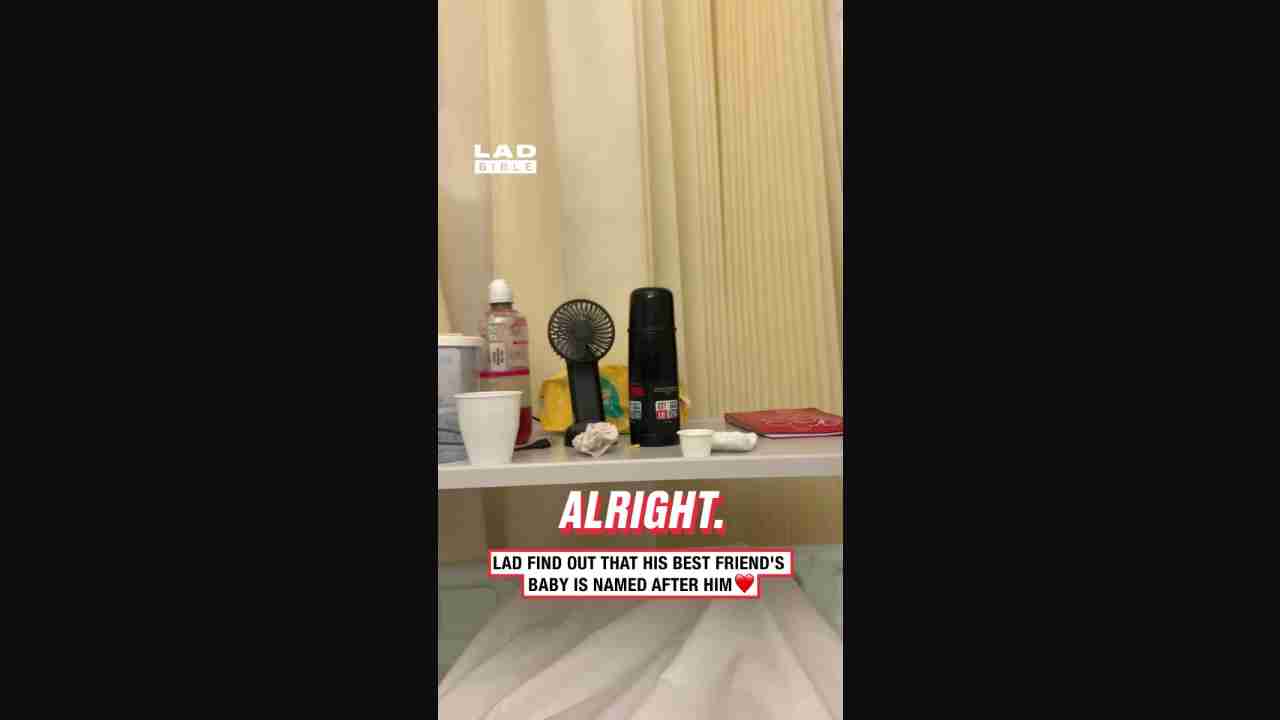 LAD
BIBLE
ALRIGHT.
LAD FIND OUT THAT HIS BEST FRIEND'S
BABY IS NAMED AFTER HIM❤️